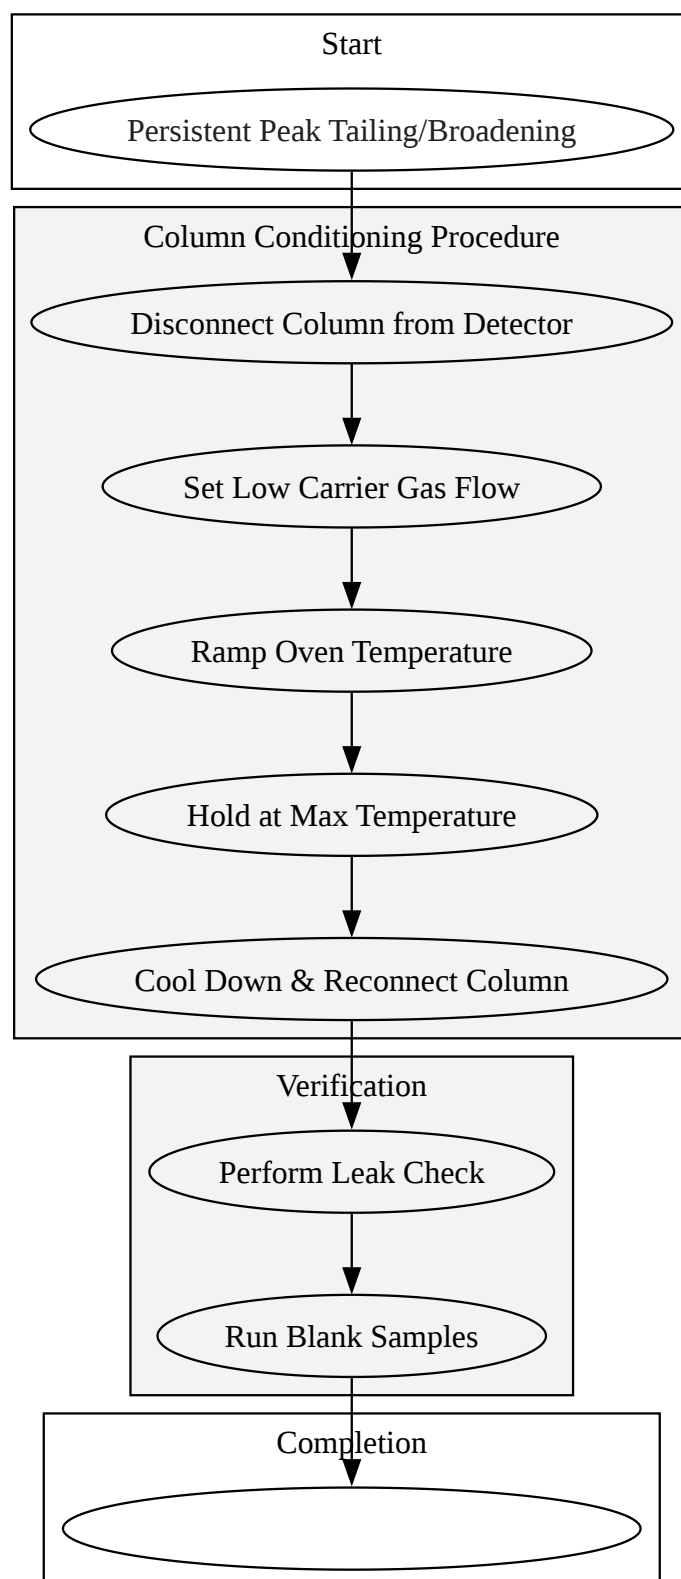 Start
Persistent Peak Tailing/Broadening
Column Conditioning Procedure
Disconnect Column from Detector
Set Low Carrier Gas Flow
Ramp Oven Temperature
Hold at Max Temperature
Cool Down & Reconnect Column
Verification
Perform Leak Check
Run Blank Samples
Completion